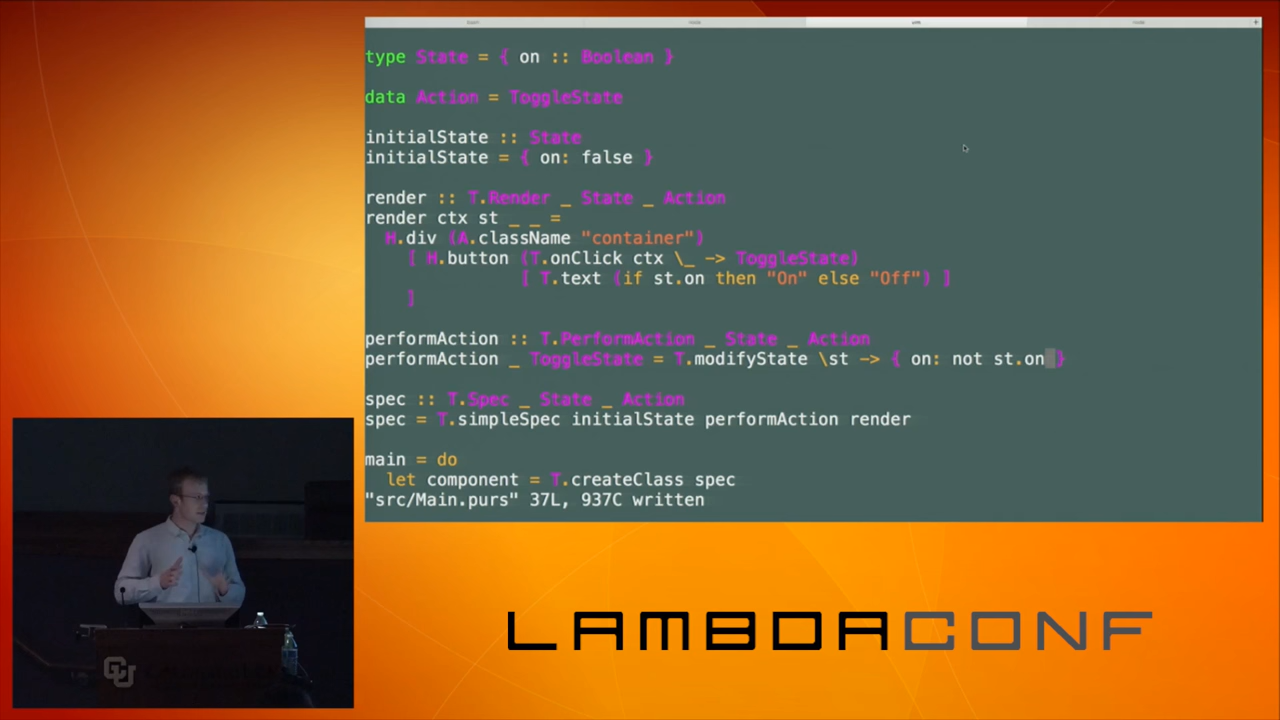 type State = { on :: Boolean }
data Action = ToggleState
initialState :: State
initialState = { on: false }
render :: T.Render _ State _ Action
render ctx st _ _ =
H.div (A.className "container")
[ H.button (T.onClick ctx \_ -> ToggleState)
[ T.text (if st.on then "On" else "Off") ]
]
performAction :: T.PerformAction _ State _ Action
performAction _ ToggleState = T.modifyState \st -> { on: not st.on }
spec :: T.Spec _ State _ Action
spec = T.simpleSpec initialState performAction render
main = do
let component = T.createClass spec
"src/Main.purs" 37L, 937C written
LAMBDACONF
CU